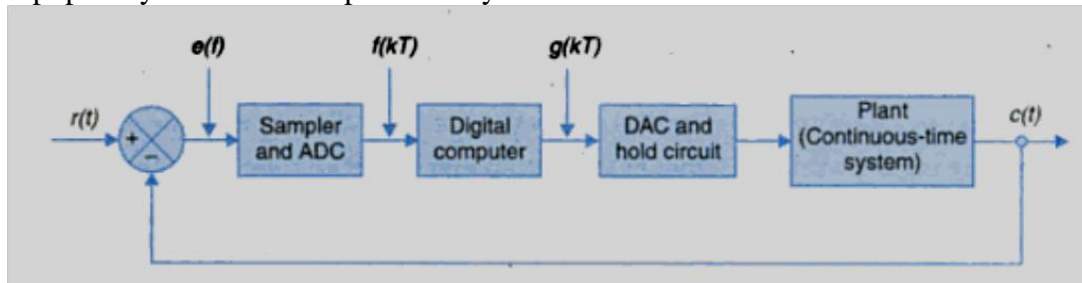 e(f)
f(kT)
g(kT)
r(t)
+
−
Sampler
and ADC
Digital
computer
DAC and
hold circuit
Plant
(Continuous-time
system)
c(t)